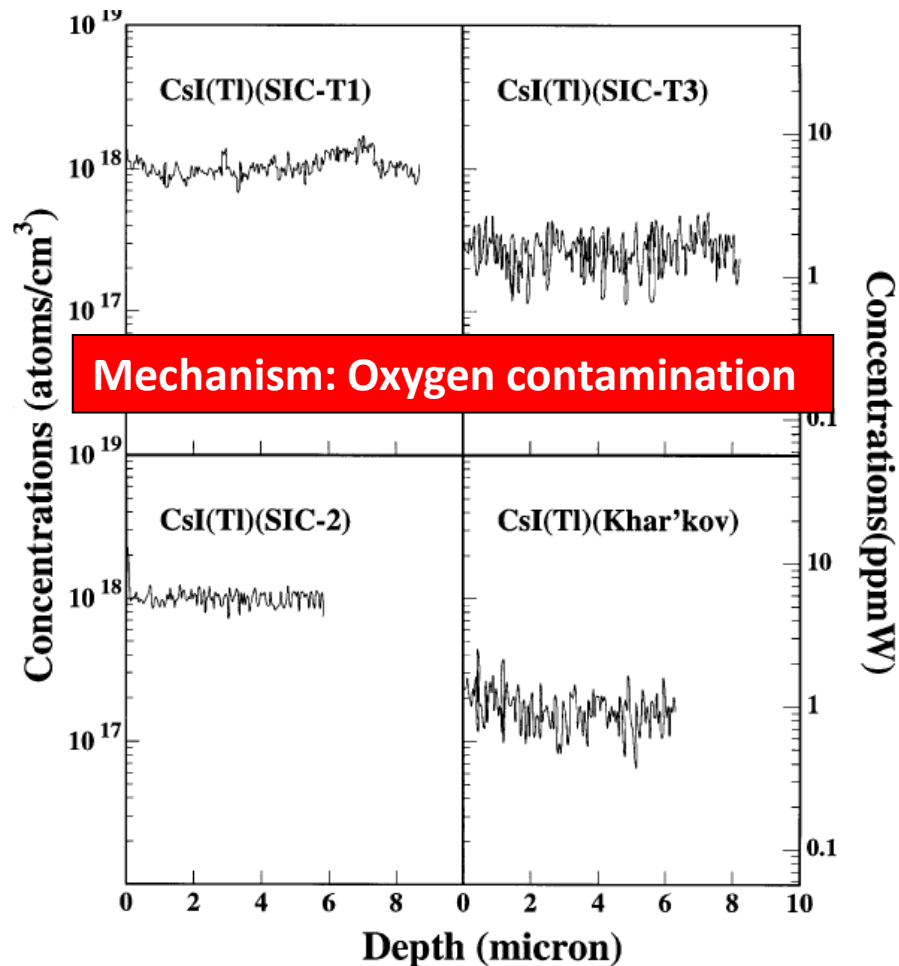 10 19
CsI(Tl)(SIC-T1)
CsI(Tl)(SIC-T3)
10
10 18
1
10 17
Mechanism: Oxygen contamination
0.1
10 19
CsI(Tl)(SIC-2)
CsI(Tl)(Khar'kov)
10
10 18
1
10 17
0.1
0 2 4 6 8 0 2 4 6 8 10
Depth (micron)
Concentrations (atoms/cm3)
Concentrations(ppmW)